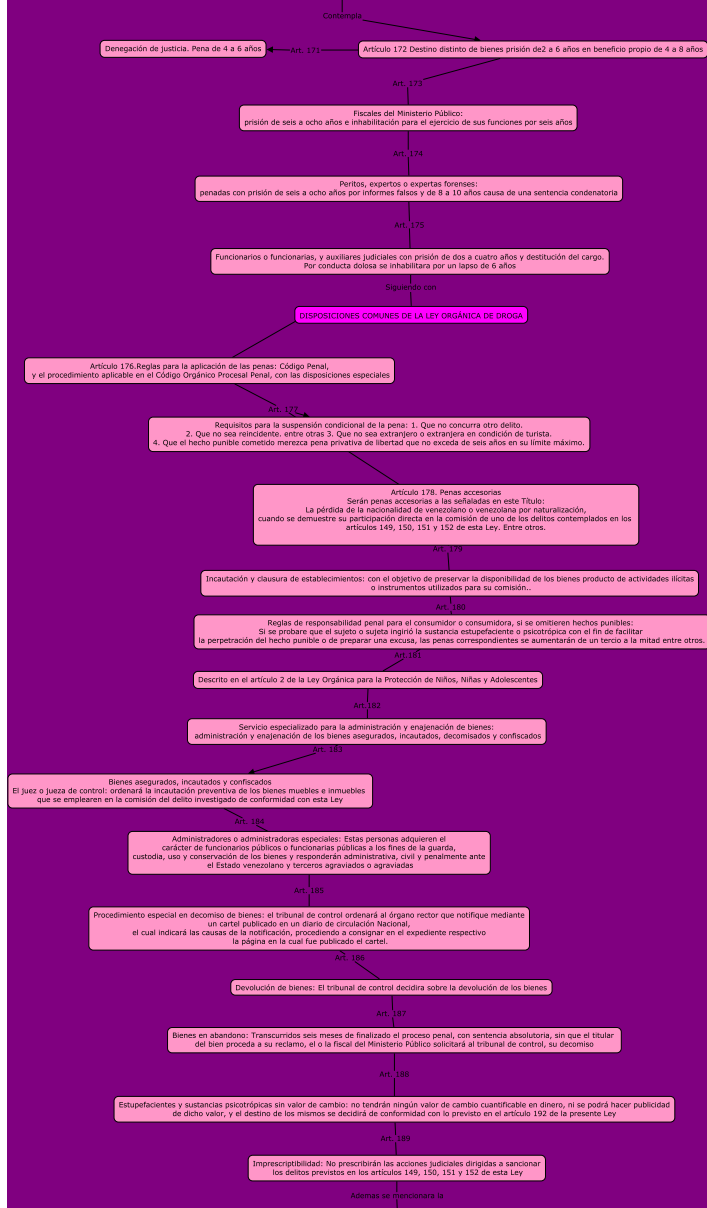 Contempla
Denegación de justicia. Pena de 4 a 6 años
Art. 171
Artículo 172 Destino distinto de bienes prisión de2 a 6 años en beneficio propio de 4 a 8 años
Art. 173
Fiscales del Ministerio Público:
prisión de seis a ocho años e inhabilitación para el ejercicio de sus funciones por seis años
Art. 174
Peritos, expertos o expertas forenses:
penadas con prisión de seis a ocho años por informes falsos y de 8 a 10 años causa de una sentencia condenatoria
Art. 175
Funcionarios o funcionarias, y auxiliares judiciales con prisión de dos a cuatro años y destitución del cargo.
Por conducta dolosa se inhabilitara por un lapso de 6 años
Siguiendo con
DISPOSICIONES COMUNES DE LA LEY ORGÁNICA DE DROGA
Artículo 176.Reglas para la aplicación de las penas: Código Penal,
y el procedimiento aplicable en el Código Orgánico Procesal Penal, con las disposiciones especiales
Art. 177
Requisitos para la suspensión condicional de la pena: 1. Que no concurra otro delito.
2. Que no sea reincidente. entre otras 3. Que no sea extranjero o extranjera en condición de turista.
4. Que el hecho punible cometido merezca pena privativa de libertad que no exceda de seis años en su límite máximo.
Artículo 178. Penas accesorias
Serán penas accesorias a las señaladas en este Título:
La pérdida de la nacionalidad de venezolano o venezolana por naturalización,
cuando se demuestre su participación directa en la comisión de uno de los delitos contemplados en los
artículos 149, 150, 151 y 152 de esta Ley. Entre otros.
Art. 179
Incautación y clausura de establecimientos: con el objetivo de preservar la disponibilidad de los bienes producto de actividades ilícitas
o instrumentos utilizados para su comisión..
Art. 180
Reglas de responsabilidad penal para el consumidor o consumidora, si se omitieren hechos punibles:
Si se probare que el sujeto o sujeta ingirió la sustancia estupefaciente o psicotrópica con el fin de facilitar
la perpetración del hecho punible o de preparar una excusa, las penas correspondientes se aumentarán de un tercio a la mitad entre otros.
Art. 181
Descrito en el artículo 2 de la Ley Orgánica para la Protección de Niños, Niñas y Adolescentes
Art. 182
Servicio especializado para la administración y enajenación de bienes:
administración y enajenación de los bienes asegurados, incautados, decomisados y confiscados
Art. 183
Bienes asegurados, incautados y confiscados
El juez o jueza de control: ordenará la incautación preventiva de los bienes muebles e inmuebles
que se emplearen en la comisión del delito investigado de conformidad con esta Ley
Art. 184
Administradores o administradoras especiales: Estas personas adquieren el
carácter de funcionarios públicos o funcionarias públicas a los fines de la guarda,
custodia, uso y conservación de los bienes y responderán administrativa, civil y penalmente ante
el Estado venezolano y terceros agraviados o agraviadas
Art. 185
Procedimiento especial en decomiso de bienes: el tribunal de control ordenará al órgano rector que notifique mediante
un cartel publicado en un diario de circulación Nacional,
el cual indicará las causas de la notificación, procediendo a consignar en el expediente respectivo
la página en la cual fue publicado el cartel.
Art. 186
Devolución de bienes: El tribunal de control decidira sobre la devolución de los bienes
Art. 187
Bienes en abandono: Transcurridos seis meses de finalizado el proceso penal, con sentencia absolutoria, sin que el titular
del bien proceda a su reclamo, el o la fiscal del Ministerio Público solicitará al tribunal de control, su decomiso
Art. 188
Estupefacientes y sustancias psicotrópicas sin valor de cambio: no tendrán ningún valor de cambio cuantificable en dinero, ni se podrá hacer publicidad
de dicho valor, y el destino de los mismos se decidirá de conformidad con lo previsto en el artículo 192 de la presente Ley
Art. 189
Imprescriptibilidad: No prescribirán las acciones judiciales dirigidas a sancionar
los delitos previstos en los artículos 149, 150, 151 y 152 de esta Ley
Ademas se mencionara la